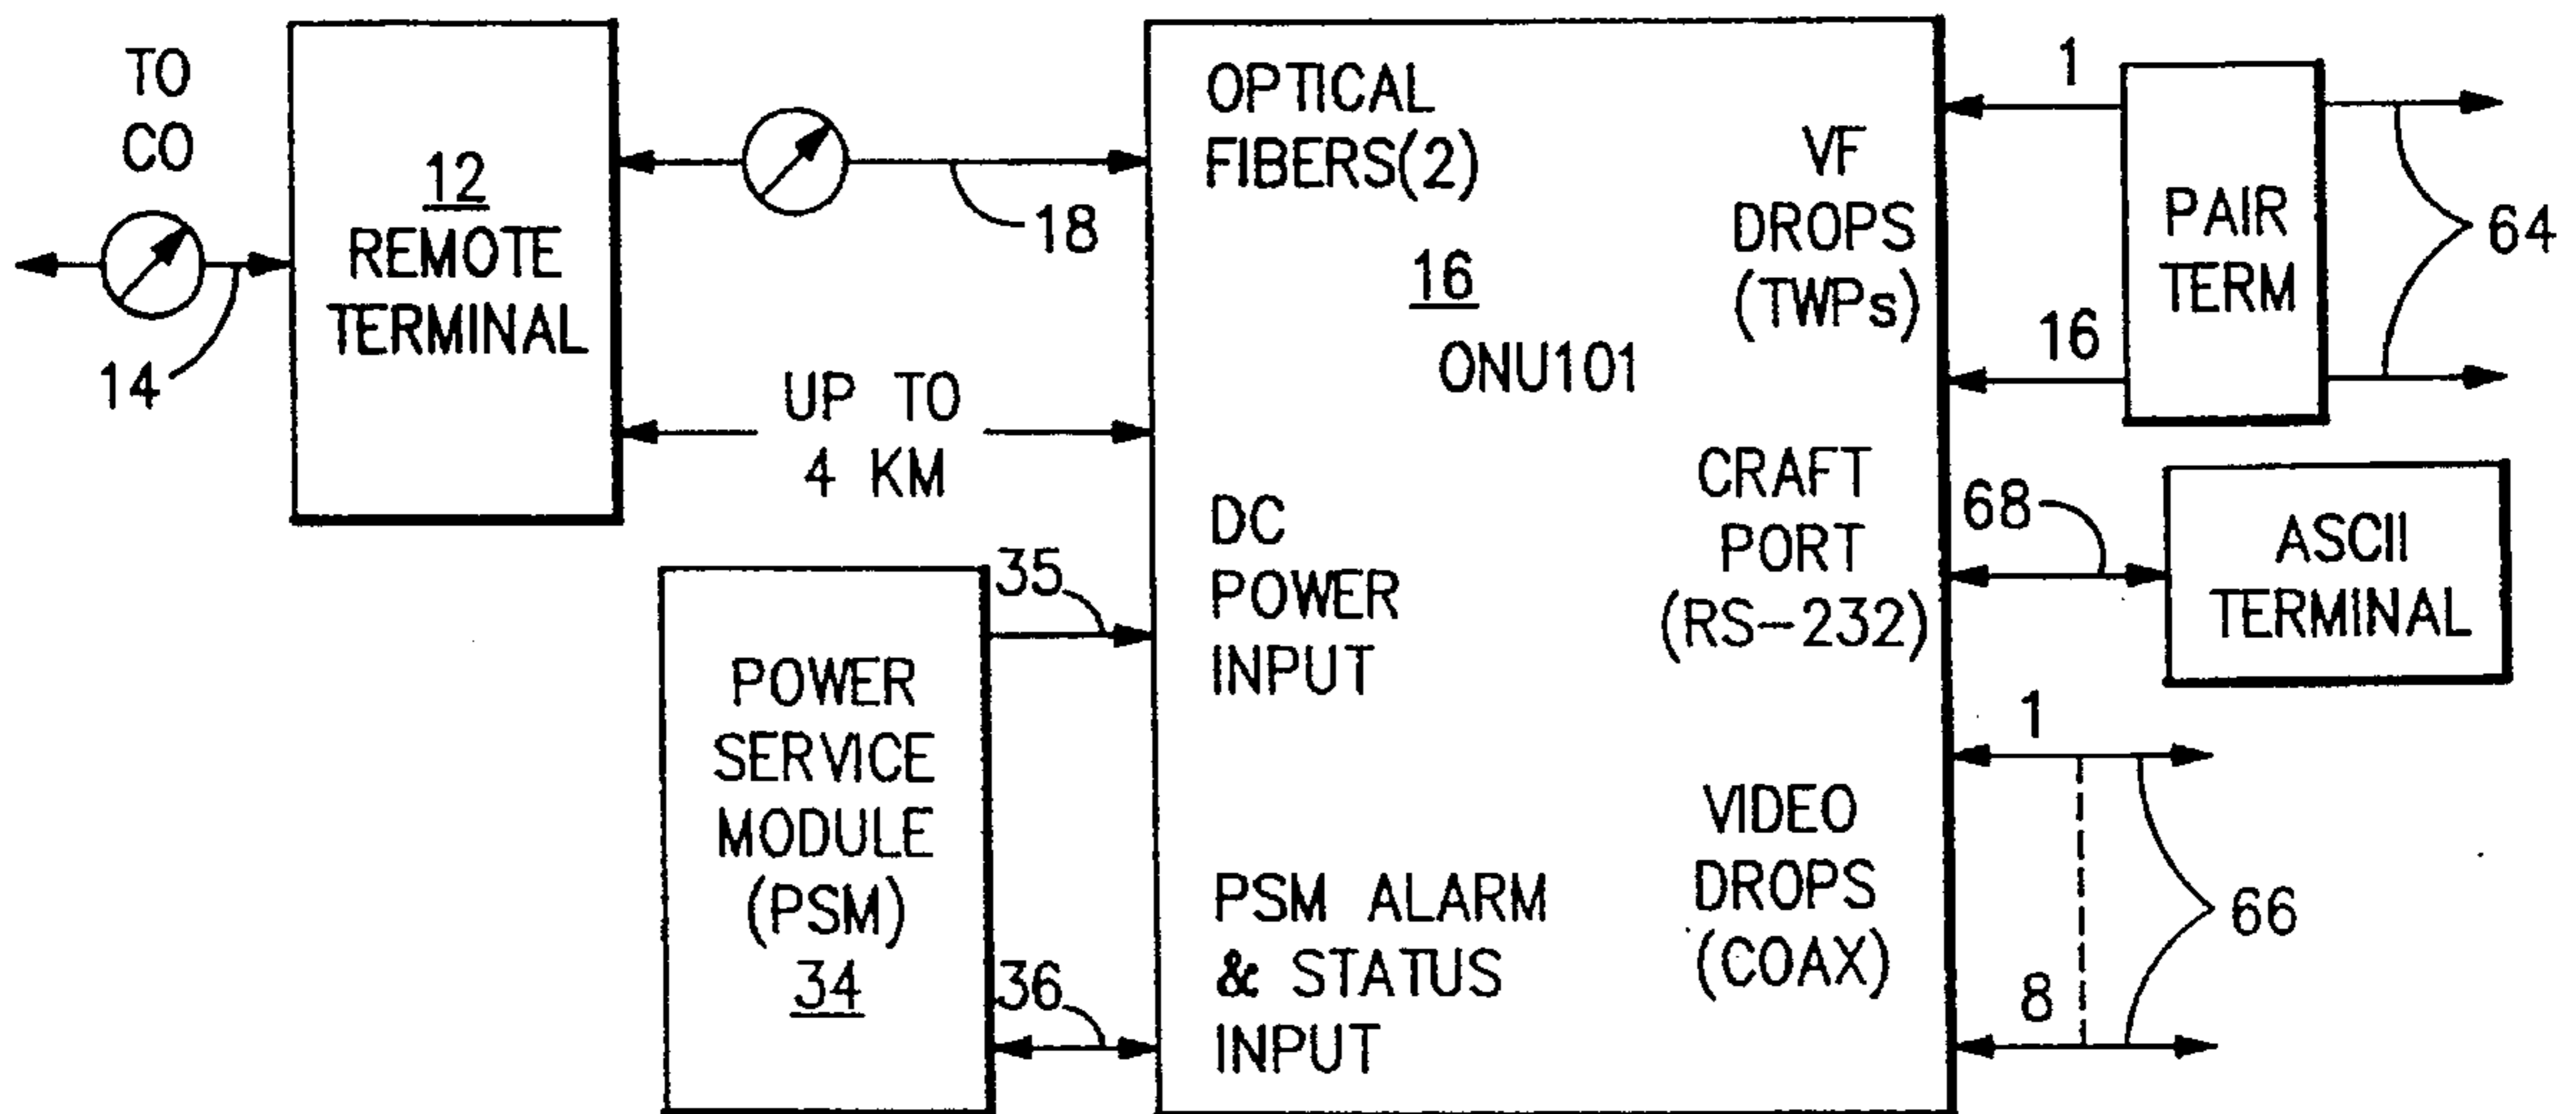 TO
CO
14
12
REMOTE
TERMINAL
18
UP TO
4 KM
POWER
SERVICE
MODULE
(PSM)
34
35
36
OPTICAL
FIBERS(2)
16
ONU101
DC
POWER
INPUT
PSM ALARM
& STATUS
INPUT
VF
DROPS
(TWPs)
CRAFT
PORT
(RS-232)
VIDEO
DROPS
(COAX)
1
16
PAIR
TERM
64
68
ASCII
TERMINAL
1
8
66